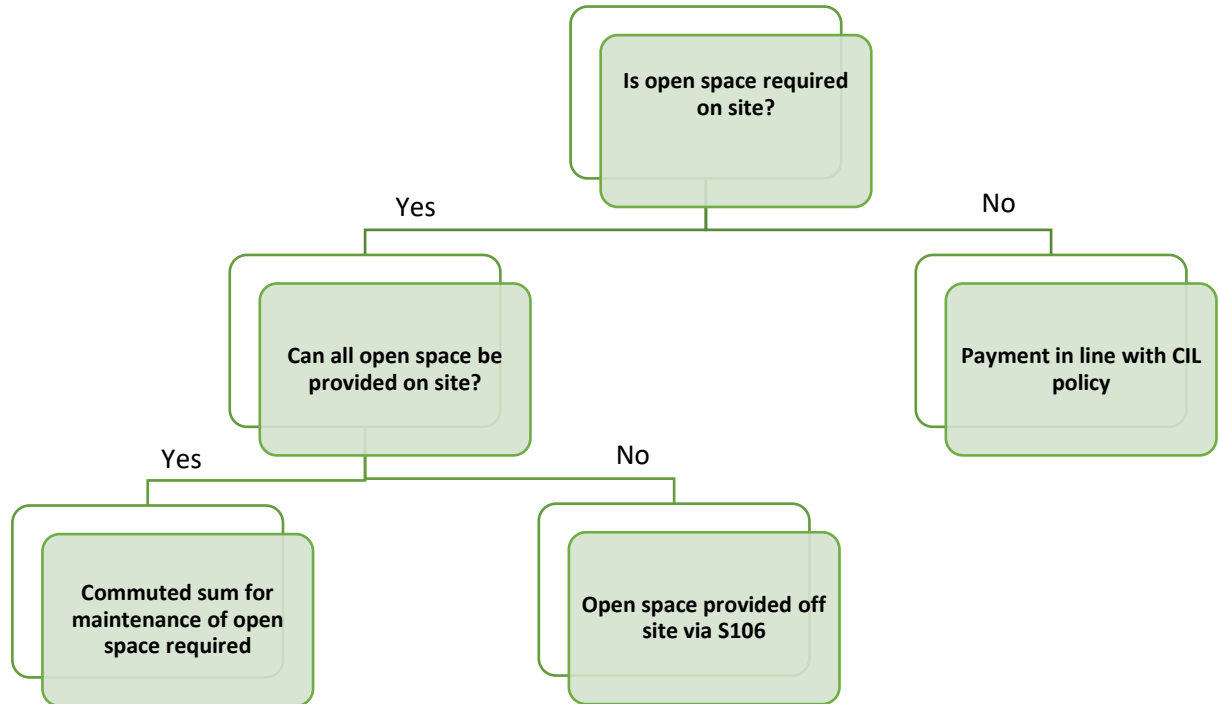 Is open space required
on site?
Yes
No
Can all open space be
provided on site?
Payment in line with CIL
policy
Yes
No
Commuted sum for
maintenance of open
space required
Open space provided off
site via S106